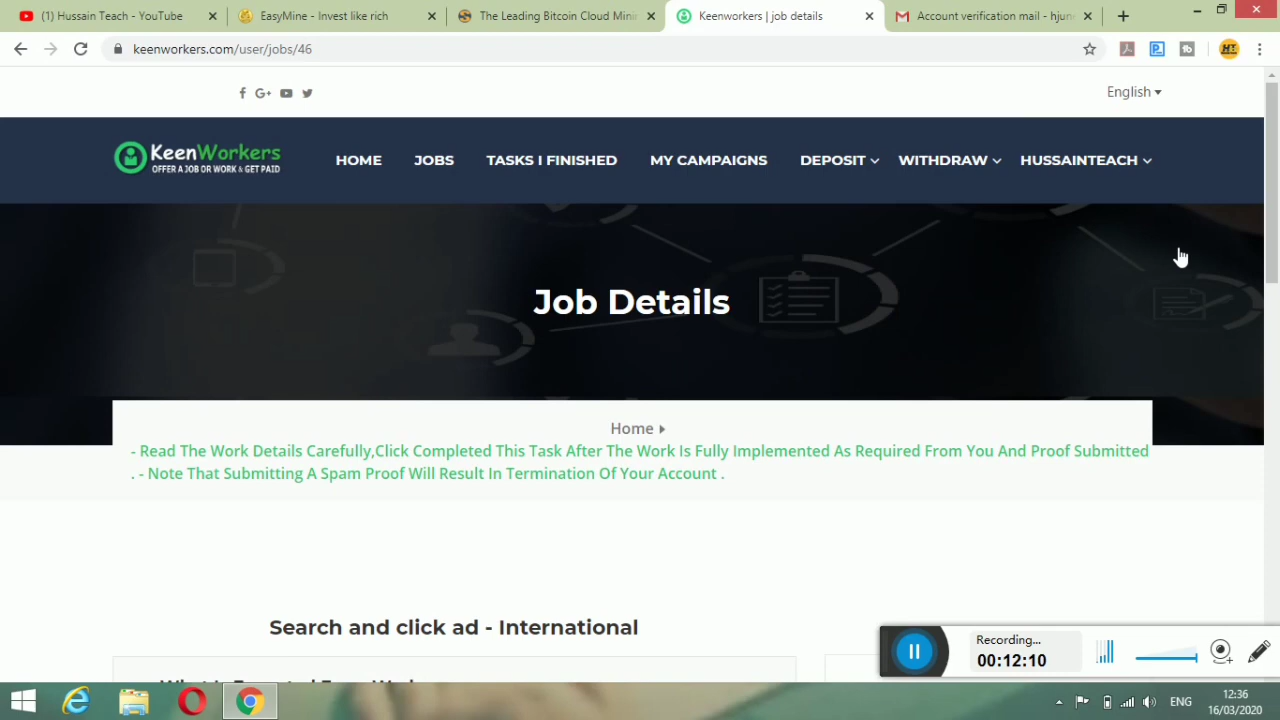 (1) Hussain Teach - YouTube
EasyMine - Invest like rich
The Leading Bitcoin Cloud Mini
Keenworkers | job details
Account verification mail - hjun
keenworkers.com/user/jobs/46
English
KeenWorkers
OFFER A JOB OR WORK & GET PAID
HOME
JOBS
TASKS I FINISHED
MY CAMPAIGNS
DEPOSIT
WITHDRAW
HUSSAINTEACH
Job Details
Home
- Read The Work Details Carefully,Click Completed This Task After The Work Is Fully Implemented As Required From You And Proof Submitted
. - Note That Submitting A Spam Proof Will Result In Termination Of Your Account .
Search and click ad - International
Recording...
00:12:10
ENG
12:36
16/03/2020